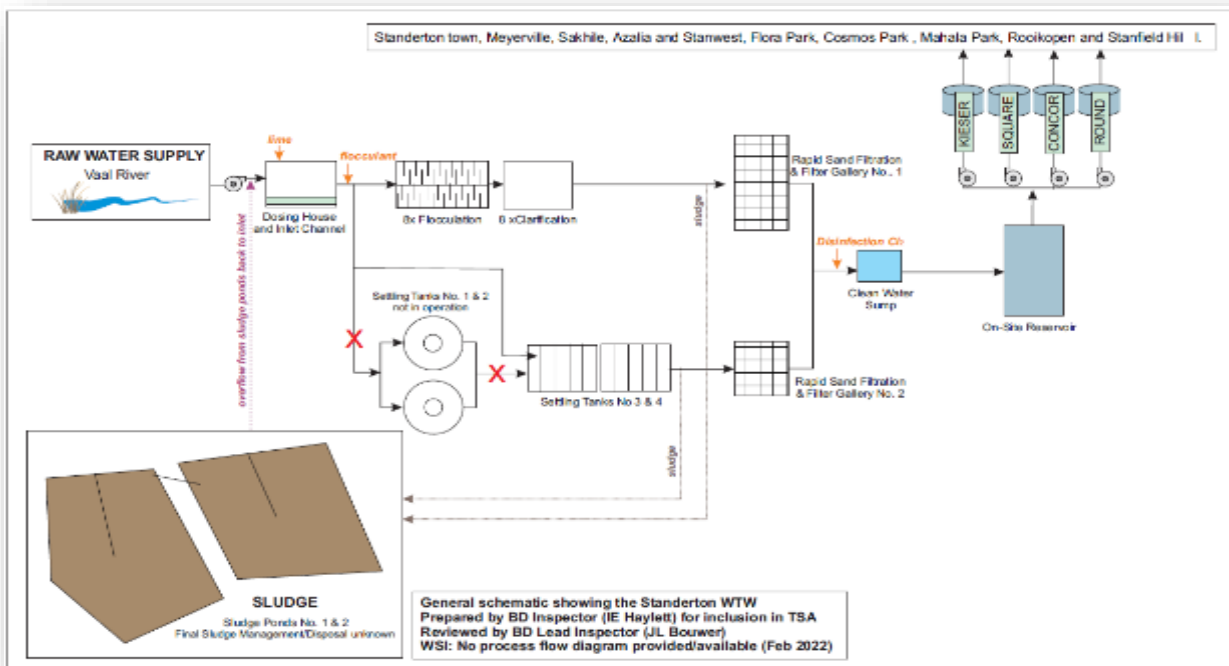 Standerton town, Meyerville, Sakhile, Azalia and Stanwest, Flora Park, Cosmos Park , Mahala Park, Rooikopen and Stanfield Hil l.
KIESER
SQUARE
CONCOR
ROUND
RAW WATER SUPPLY
Vaal River
lime
flocculant
Dosing House
and Inlet Channel
8x Flocculation
8 xClarification
sludge
Rapid Sand Filtration
& Filter Gallery No.. 1
Disinfection Cl₂
Clean Water
Sump
On-Site Reservoir
overflow from sludge ponds back to inlet
Settling Tanks No. 1 & 2
not in operation
X
X
Settling Tanks No 3 & 4
Rapid Sand Filtration
& Filter Gallery No. 2
sludge
SLUDGE
Sludge Ponds No. 1 & 2
Final Sludge Management/Disposal unknown
General schematic showing the Standerton WTW
Prepared by BD Inspector (IE Haylett) for inclusion in TSA
Reviewed by BD Lead Inspector (JL Bouwer)
WSI: No process flow diagram provided/available (Feb 2022)